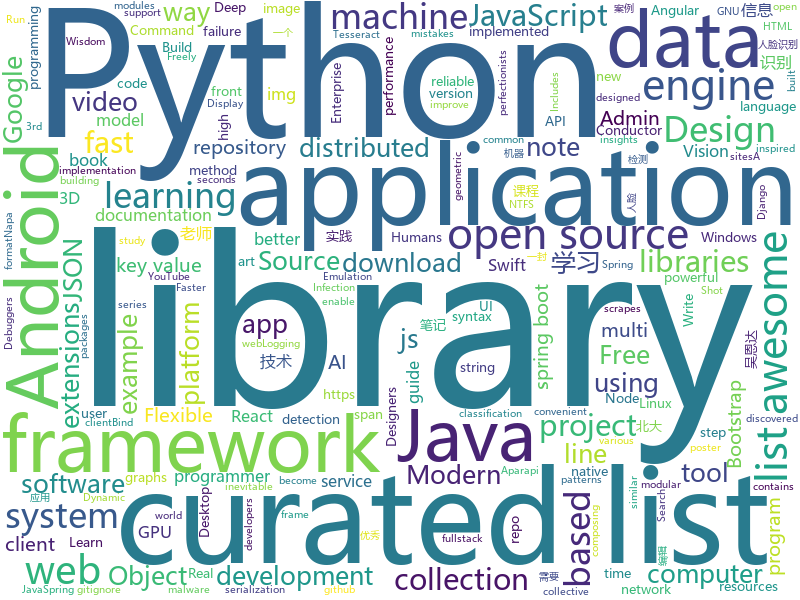 Python
library
curated list
application
framework
Java
data
Android
web
open source
engine
machine
JavaScript
Design
learning
system
based
awesome
list
development
computer
collection
libraries
project
Modern
Object
software
download
distributed
video
fast
Google
way
信息
识别
Admin
note
repository
Source
extensions
JSON
platform
example
key value
documentation
app
AI
js
using
Free
multi
学习
技术
老师
实践
课程
笔记
Flexible
React
programmer
service
client
GPU
Desktop
line
tool
program
resources
network
Bootstrap
spring boot
guide
syntax
string
Swift
Humans
better
Windows
Vision
Conductor
API
language
programming
Deep
image
Command
failure
implemented
Build
Freely
code
model
book
3D
method
seconds
art
YouTube
Display
high
front
img
Enterprise
performance
perfectionists
reliable
version
improve
mistakes
Tesseract
一个
Includes
new
common
designed
insights
inspired
built
open
HTML
GNU
Angular
案例
人脸识别
机器
检测
人脸
geometric
NTFS
Django
sitesA
building
implementation
3rd
packages
modules
support
Run
Wisdom
formatNapa
Debuggers
study
Faster
series
Emulation
Infection
enable
webLogging
detection
https
span
Designers
UI
user
Learn
Real
world
graphs
Dynamic
become
inevitable
developers
frame
serialization
malware
gitignore
github
优秀
应用
JavaSpring
clientBind
step
repo
fullstack
classification
patterns
composing
various
convenient
native
Node
Linux
Write
powerful
Spring
一封
Shot
Search
modular
similar
contains
poster
discovered
scrapes
Aparapi
吴恩达
北大
编辑
需要
time
collective